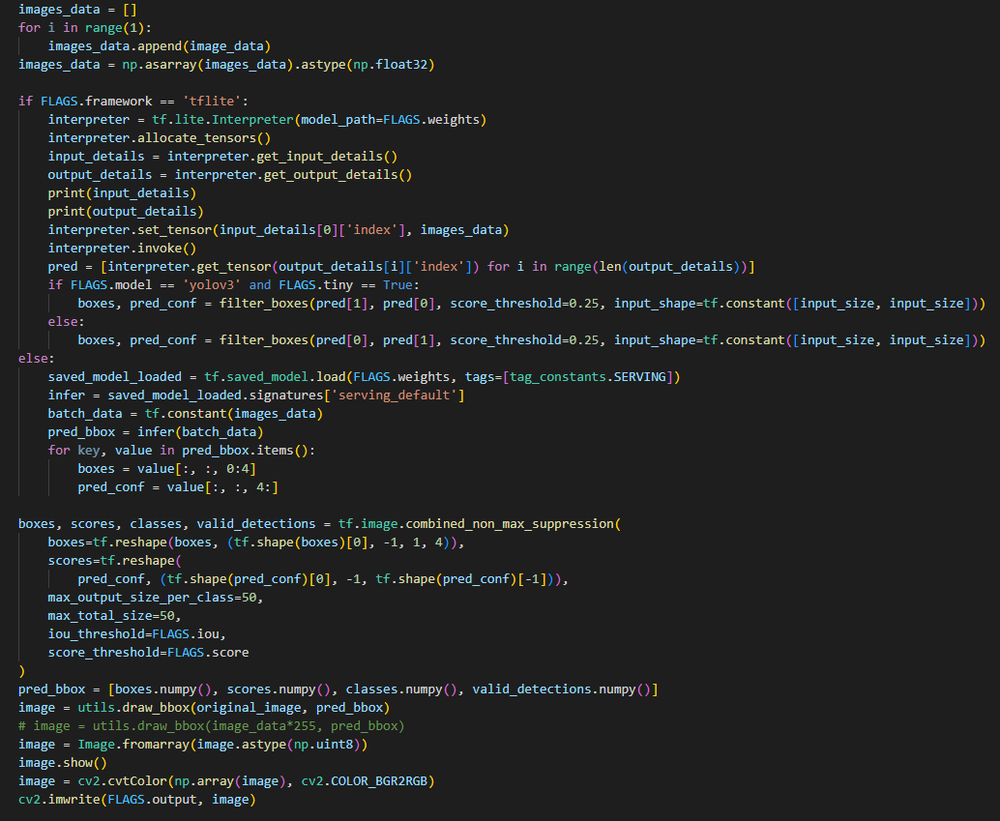 images_data = []
for i in range(1):
    images_data.append(image_data)
images_data = np.asarray(images_data).astype(np.float32)

if FLAGS.framework == 'tflite':
    interpreter = tf.lite.Interpreter(model_path=FLAGS.weights)
    interpreter.allocate_tensors()
    input_details = interpreter.get_input_details()
    output_details = interpreter.get_output_details()
    print(input_details)
    print(output_details)
    interpreter.set_tensor(input_details[0]['index'], images_data)
    interpreter.invoke()
    pred = [interpreter.get_tensor(output_details[i]['index']) for i in range(len(output_details))]
    if FLAGS.model == 'yolov3' and FLAGS.tiny == True:
        boxes, pred_conf = filter_boxes(pred[1], pred[0], score_threshold=0.25, input_shape=tf.constant([input_size, input_size]))
    else:
        boxes, pred_conf = filter_boxes(pred[0], pred[1], score_threshold=0.25, input_shape=tf.constant([input_size, input_size]))
else:
    saved_model_loaded = tf.saved_model.load(FLAGS.weights, tags=[tag_constants.SERVING])
    infer = saved_model_loaded.signatures['serving_default']
    batch_data = tf.constant(images_data)
    pred_bbox = infer(batch_data)
    for key, value in pred_bbox.items():
        boxes = value[:, :, 0:4]
        pred_conf = value[:, :, 4:]

boxes, scores, classes, valid_detections = tf.image.combined_non_max_suppression(
    boxes=tf.reshape(boxes, (tf.shape(boxes)[0], -1, 1, 4)),
    scores=tf.reshape(
        pred_conf, (tf.shape(pred_conf)[0], -1, tf.shape(pred_conf)[-1])),
    max_output_size_per_class=50,
    max_total_size=50,
    iou_threshold=FLAGS.iou,
    score_threshold=FLAGS.score
)
pred_bbox = [boxes.numpy(), scores.numpy(), classes.numpy(), valid_detections.numpy()]
image = utils.draw_bbox(original_image, pred_bbox)
# image = utils.draw_bbox(image_data*255, pred_bbox)
image = Image.fromarray(image.astype(np.uint8))
image.show()
image = cv2.cvtColor(np.array(image), cv2.COLOR_BGR2RGB)
cv2.imwrite(FLAGS.output, image)